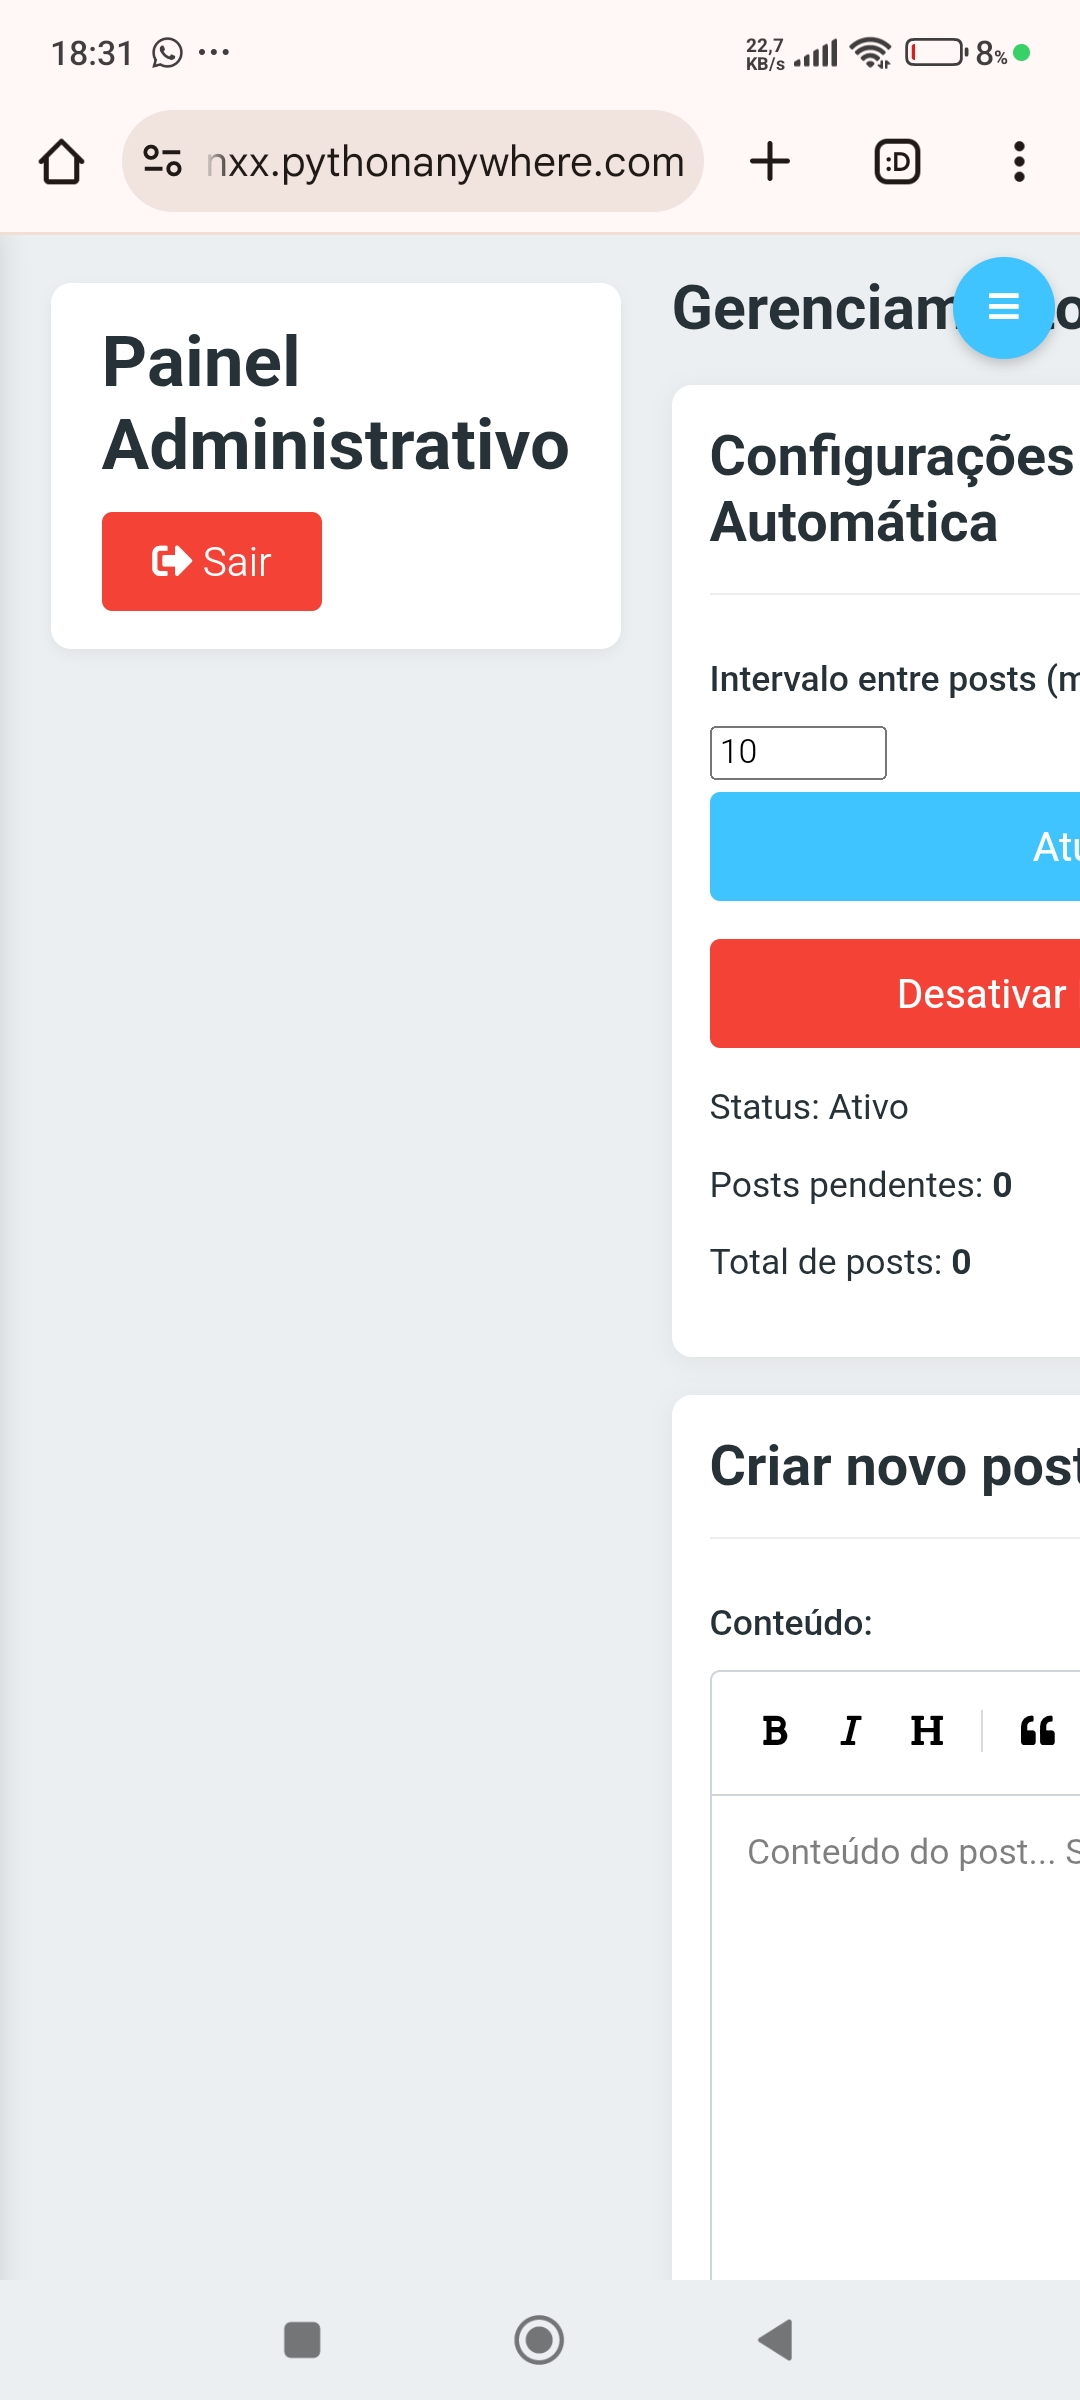 18:31
22,7
KB/s
8%
nxx.pythonanywhere.com
:D
Painel
Administrativo
Sair
Gerenciam
Configurações
Automática
Intervalo entre posts (m
10
Atu
Desativar
Status: Ativo
Posts pendentes: 0
Total de posts: 0
Criar novo post
Conteúdo:
B I H
Conteúdo do post... S